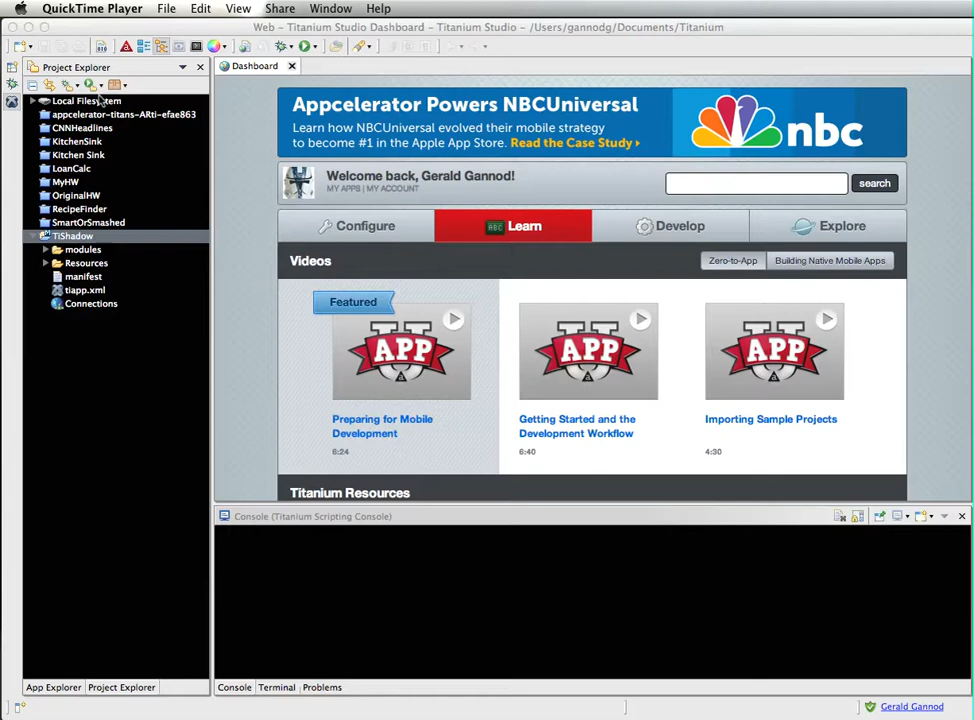 QuickTime Player File Edit View Share Window Help
Web – Titanium Studio Dashboard – Titanium Studio – /Users/gannodg/Documents/Titanium
Project Explorer
Dashboard
Local Filesystem
appcelerator-titans-ARti-efae863
CNNHeadlines
KitchenSink
Kitchen Sink
LoanCalc
MyHW
OriginalHW
RecipeFinder
SmartOrSmashed
TiShadow
modules
Resources
manifest
tiapp.xml
Connections
Appcelerator Powers NBCUniversal
Learn how NBCUniversal evolved their mobile strategy
to become #1 in the Apple App Store. Read the Case Study
nbc
Welcome back, Gerald Gannod!
MY APPS | MY ACCOUNT
search
Configure
ABC Learn
Develop
Explore
Videos
Zero-to-App Building Native Mobile Apps
Featured
APP
APP
APP
Preparing for Mobile
Development
6:24
Getting Started and the
Development Workflow
6:40
Importing Sample Projects
4:30
Titanium Resources
Console (Titanium Scripting Console)
App Explorer Project Explorer
Console Terminal Problems
Gerald Gannod